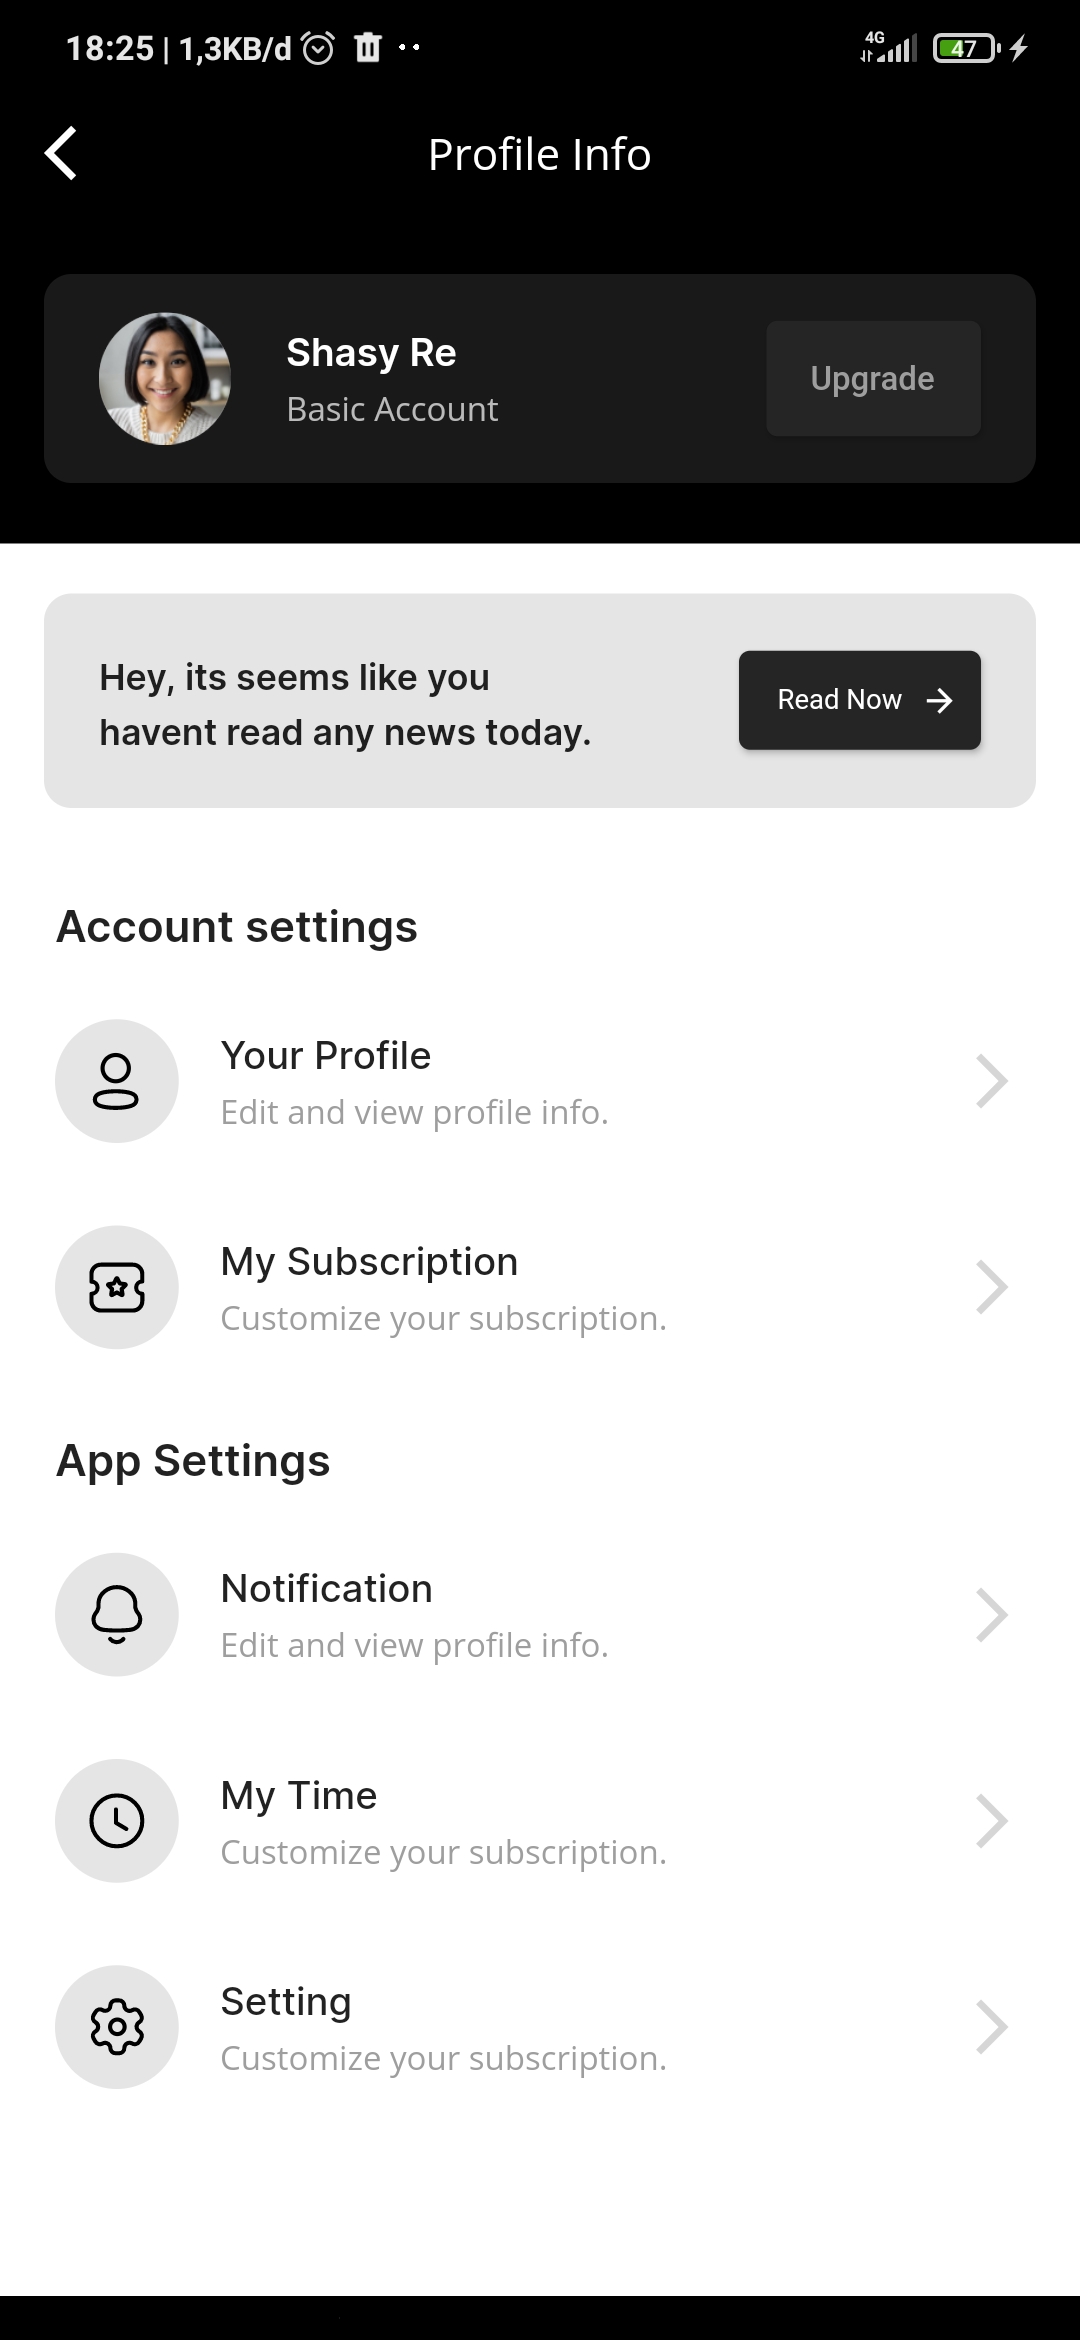 18:25 | 1,3KB/d
4G
47
Profile Info
Shasy Re
Basic Account
Upgrade
Hey, its seems like you
havent read any news today.
Read Now
Account settings
Your Profile
Edit and view profile info.
My Subscription
Customize your subscription.
App Settings
Notification
Edit and view profile info.
My Time
Customize your subscription.
Setting
Customize your subscription.